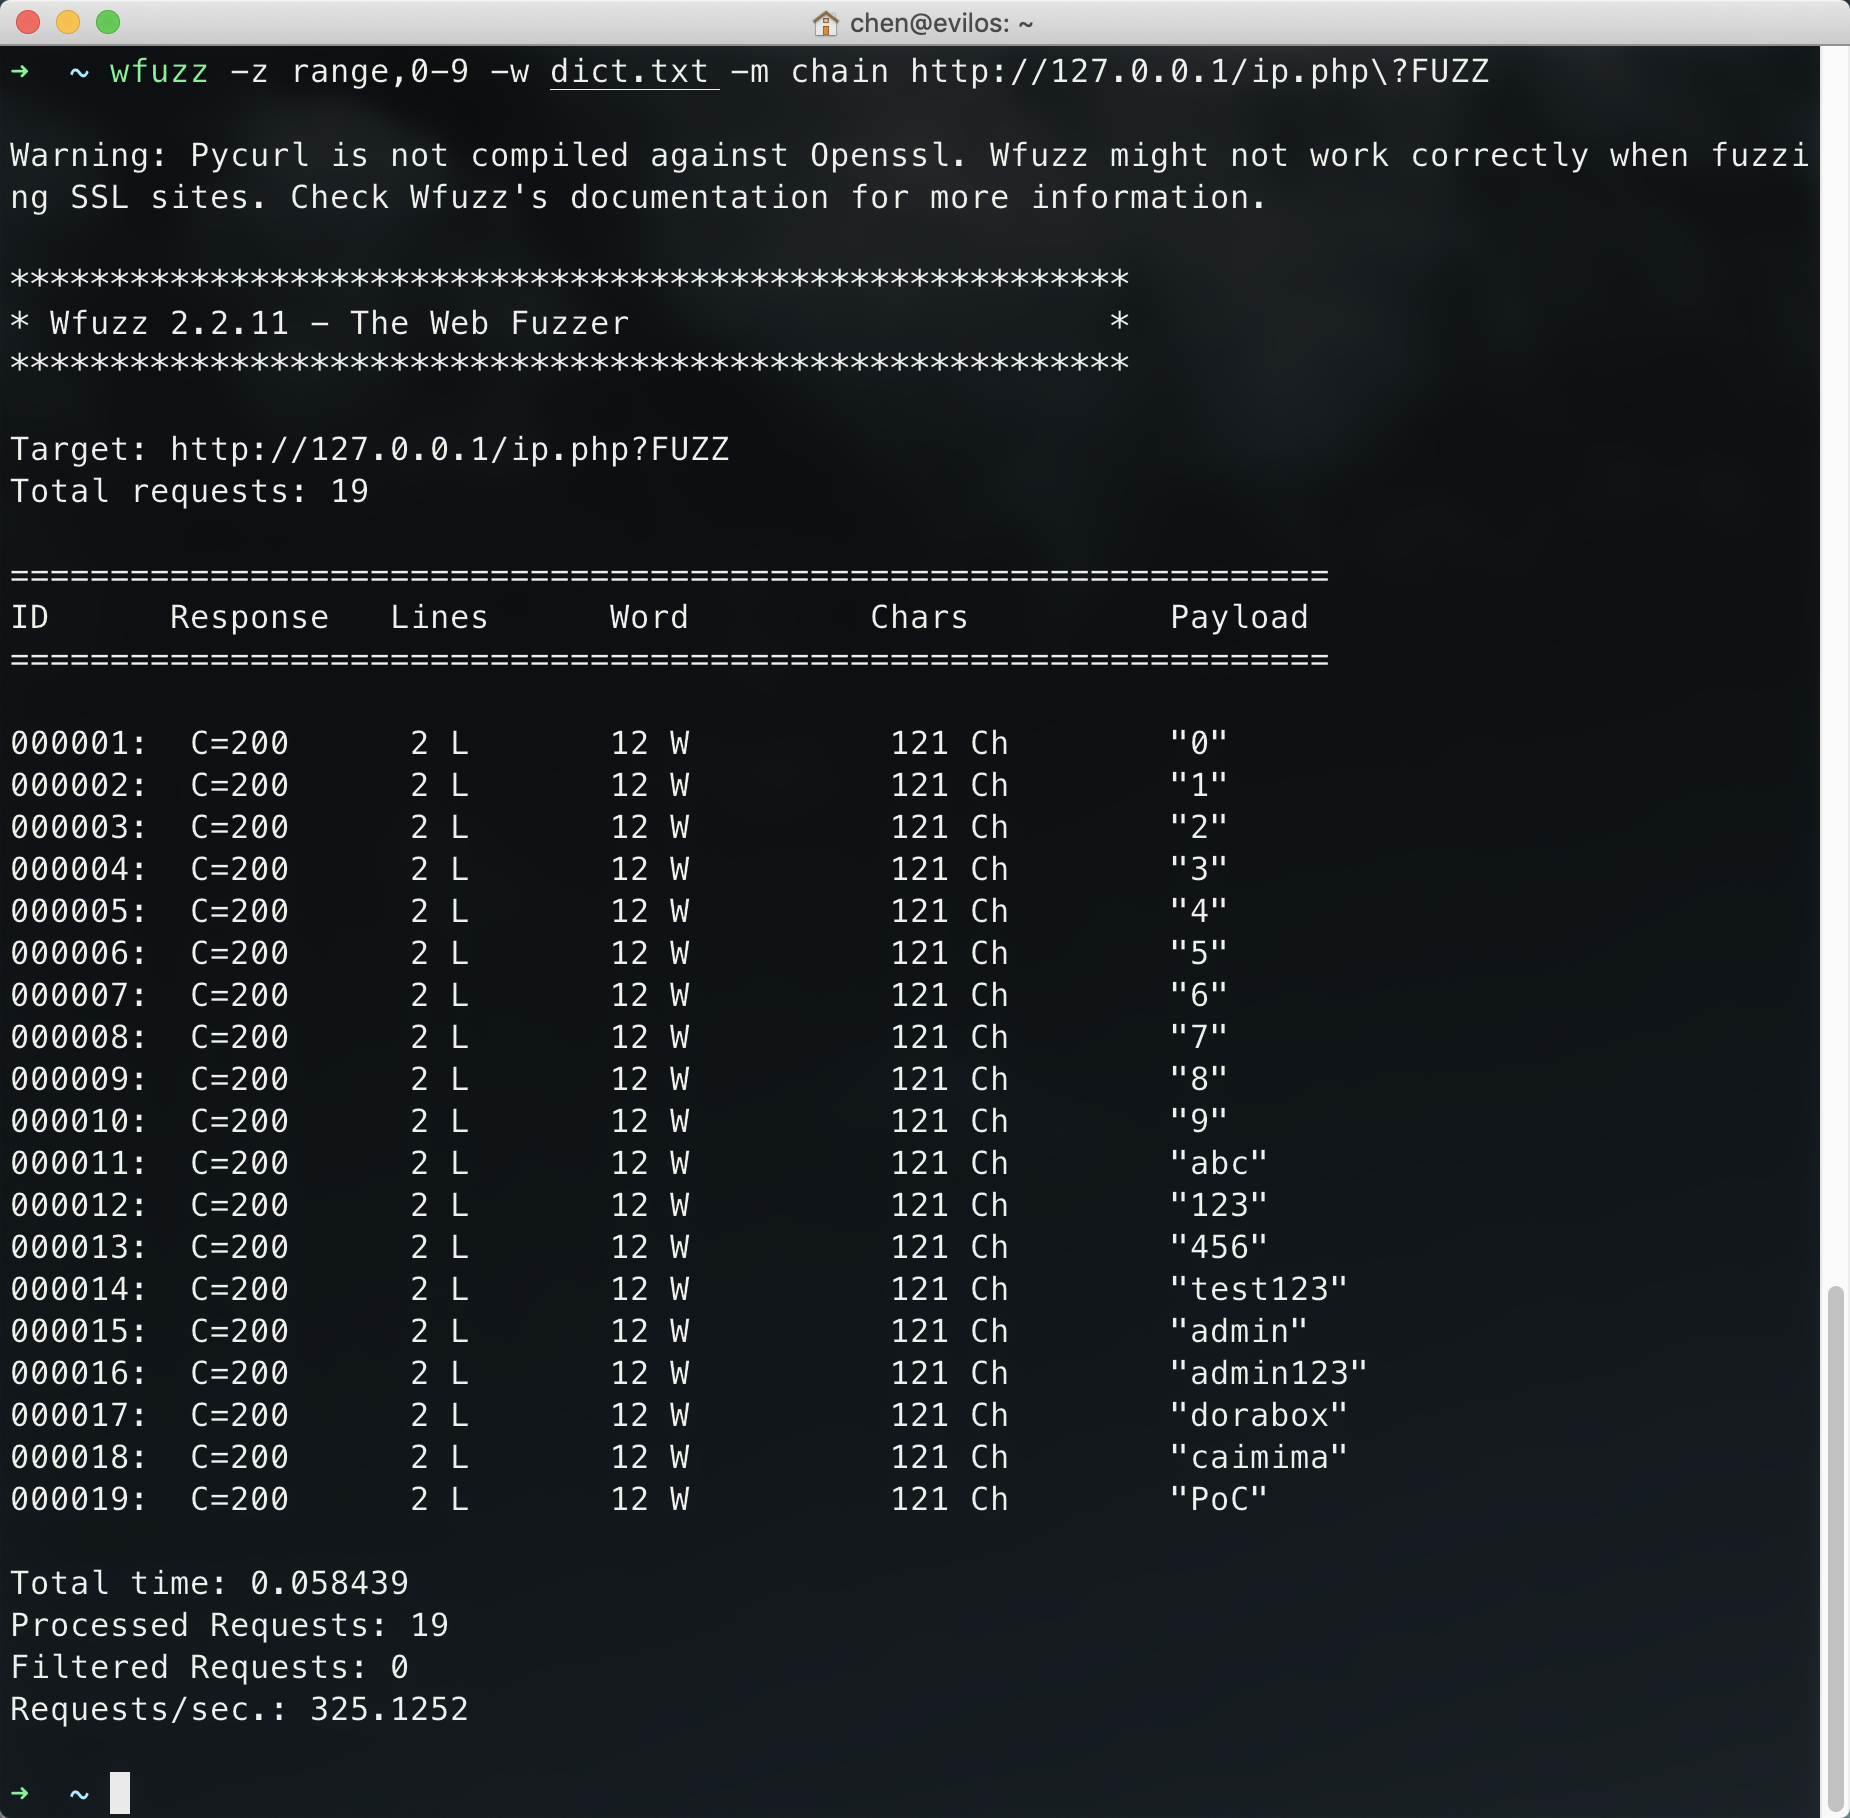 chen@evilos: ~
➜ ~ wfuzz -z range,0-9 -w dict.txt -m chain http://127.0.0.1/ip.php\?FUZZ
Warning: Pycurl is not compiled against Openssl. Wfuzz might not work correctly when fuzzi
ng SSL sites. Check Wfuzz's documentation for more information.
********************************************************
* Wfuzz 2.2.11 - The Web Fuzzer                        *
********************************************************
Target: http://127.0.0.1/ip.php?FUZZ
Total requests: 19
==================================================================
ID      Response   Lines      Word         Chars          Payload
==================================================================
000001:  C=200      2 L       12 W          121 Ch        "0"
000002:  C=200      2 L       12 W          121 Ch        "1"
000003:  C=200      2 L       12 W          121 Ch        "2"
000004:  C=200      2 L       12 W          121 Ch        "3"
000005:  C=200      2 L       12 W          121 Ch        "4"
000006:  C=200      2 L       12 W          121 Ch        "5"
000007:  C=200      2 L       12 W          121 Ch        "6"
000008:  C=200      2 L       12 W          121 Ch        "7"
000009:  C=200      2 L       12 W          121 Ch        "8"
000010:  C=200      2 L       12 W          121 Ch        "9"
000011:  C=200      2 L       12 W          121 Ch        "abc"
000012:  C=200      2 L       12 W          121 Ch        "123"
000013:  C=200      2 L       12 W          121 Ch        "456"
000014:  C=200      2 L       12 W          121 Ch        "test123"
000015:  C=200      2 L       12 W          121 Ch        "admin"
000016:  C=200      2 L       12 W          121 Ch        "admin123"
000017:  C=200      2 L       12 W          121 Ch        "dorabox"
000018:  C=200      2 L       12 W          121 Ch        "caimima"
000019:  C=200      2 L       12 W          121 Ch        "PoC"
Total time: 0.058439
Processed Requests: 19
Filtered Requests: 0
Requests/sec.: 325.1252
➜ ~